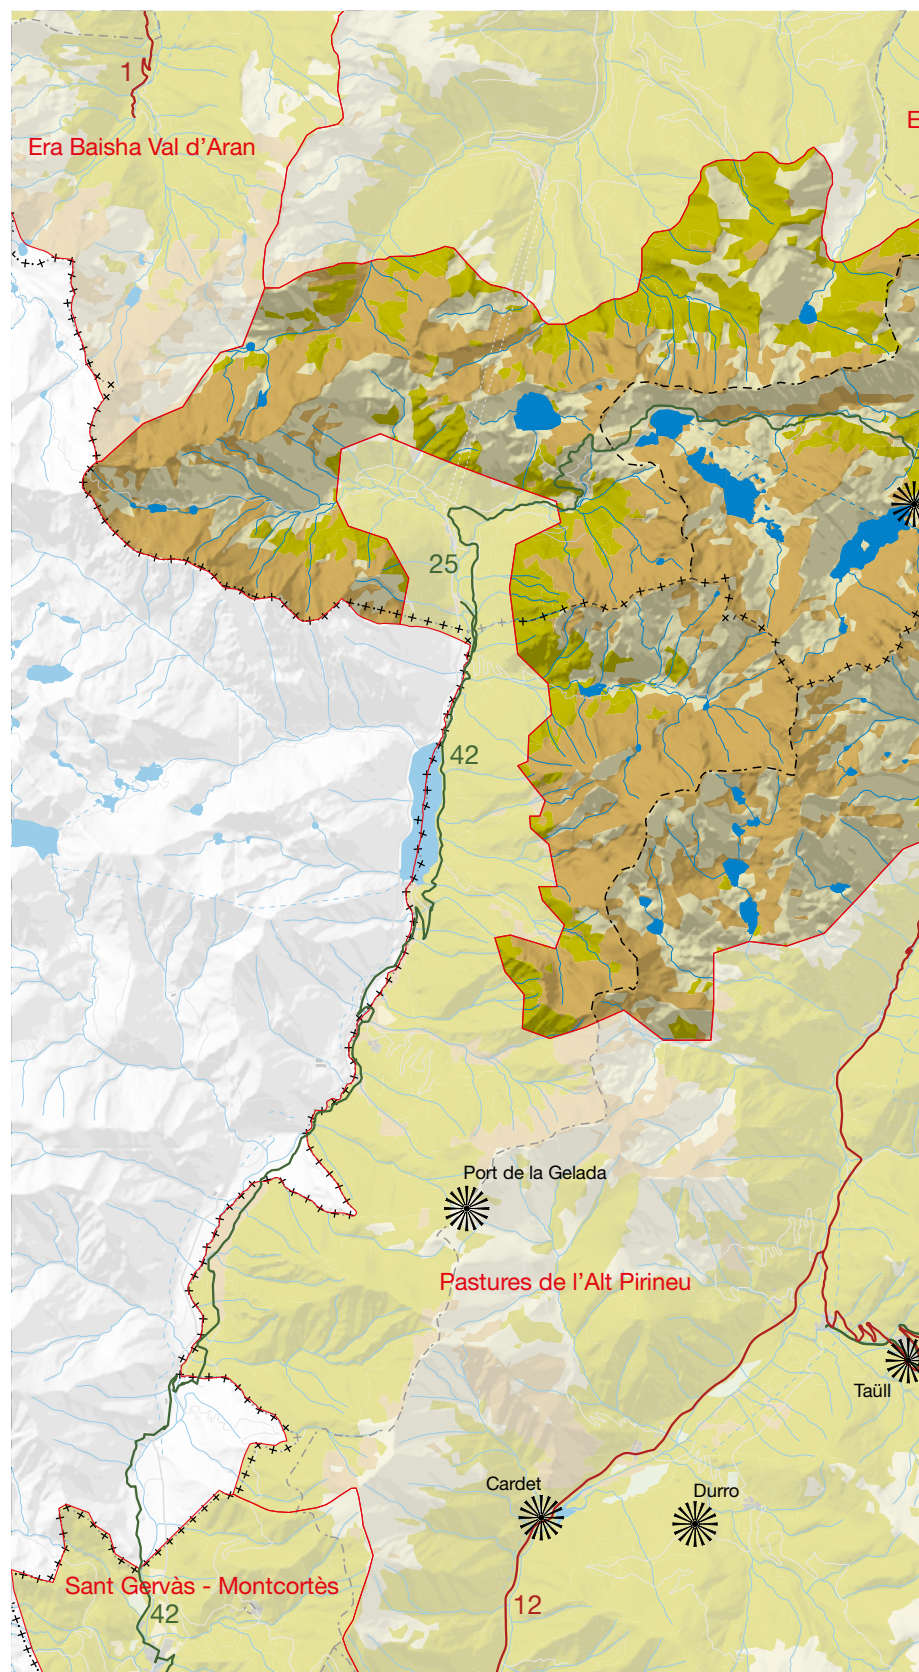 1
E
Era Baisha Val d’Aran
25
42
Port de la Gelada
Pastures de l’Alt Pirineu
Taüll
Cardet
Durro
Sant Gervàs - Montcortès
42
12